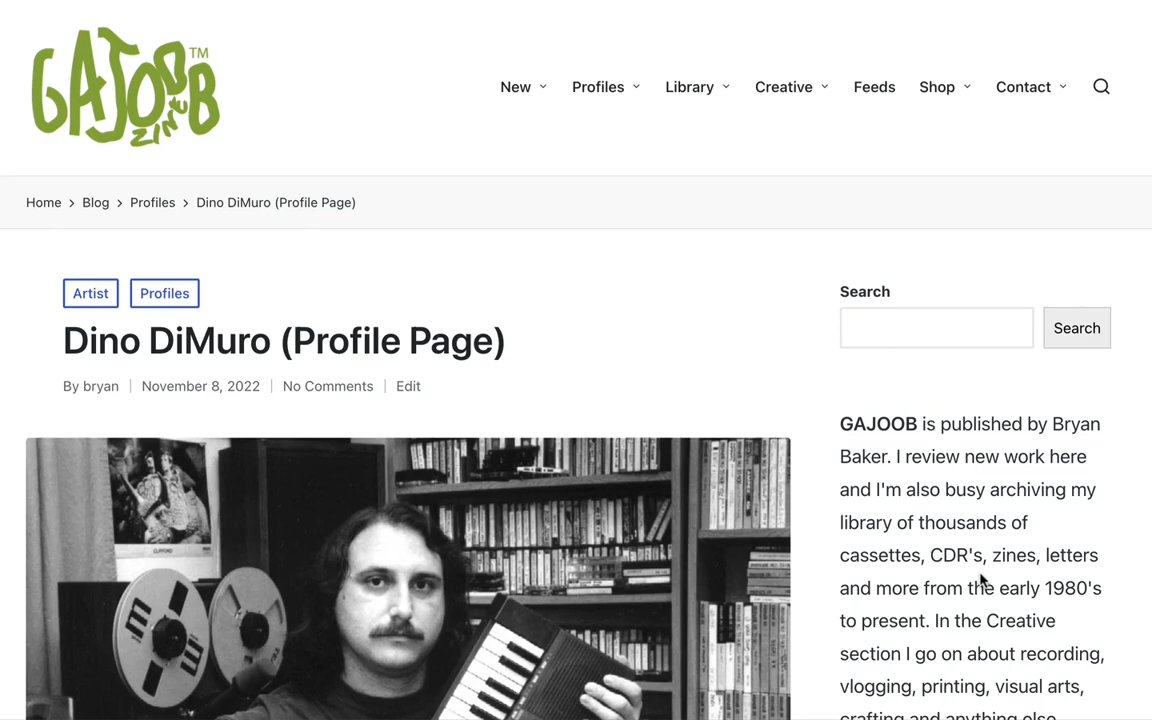 GAJOOB TM
ZINE
New
Profiles
Library
Creative
Feeds
Shop
Contact
Home > Blog > Profiles > Dino DiMuro (Profile Page)
Artist
Profiles
Dino DiMuro (Profile Page)
By bryan | November 8, 2022 | No Comments | Edit
Search
Search
GAJOOB is published by Bryan
Baker. I review new work here
and I'm also busy archiving my
library of thousands of
cassettes, CDR's, zines, letters
and more from the early 1980's
to present. In the Creative
section I go on about recording,
vlogging, printing, visual arts,
crafting and anything else